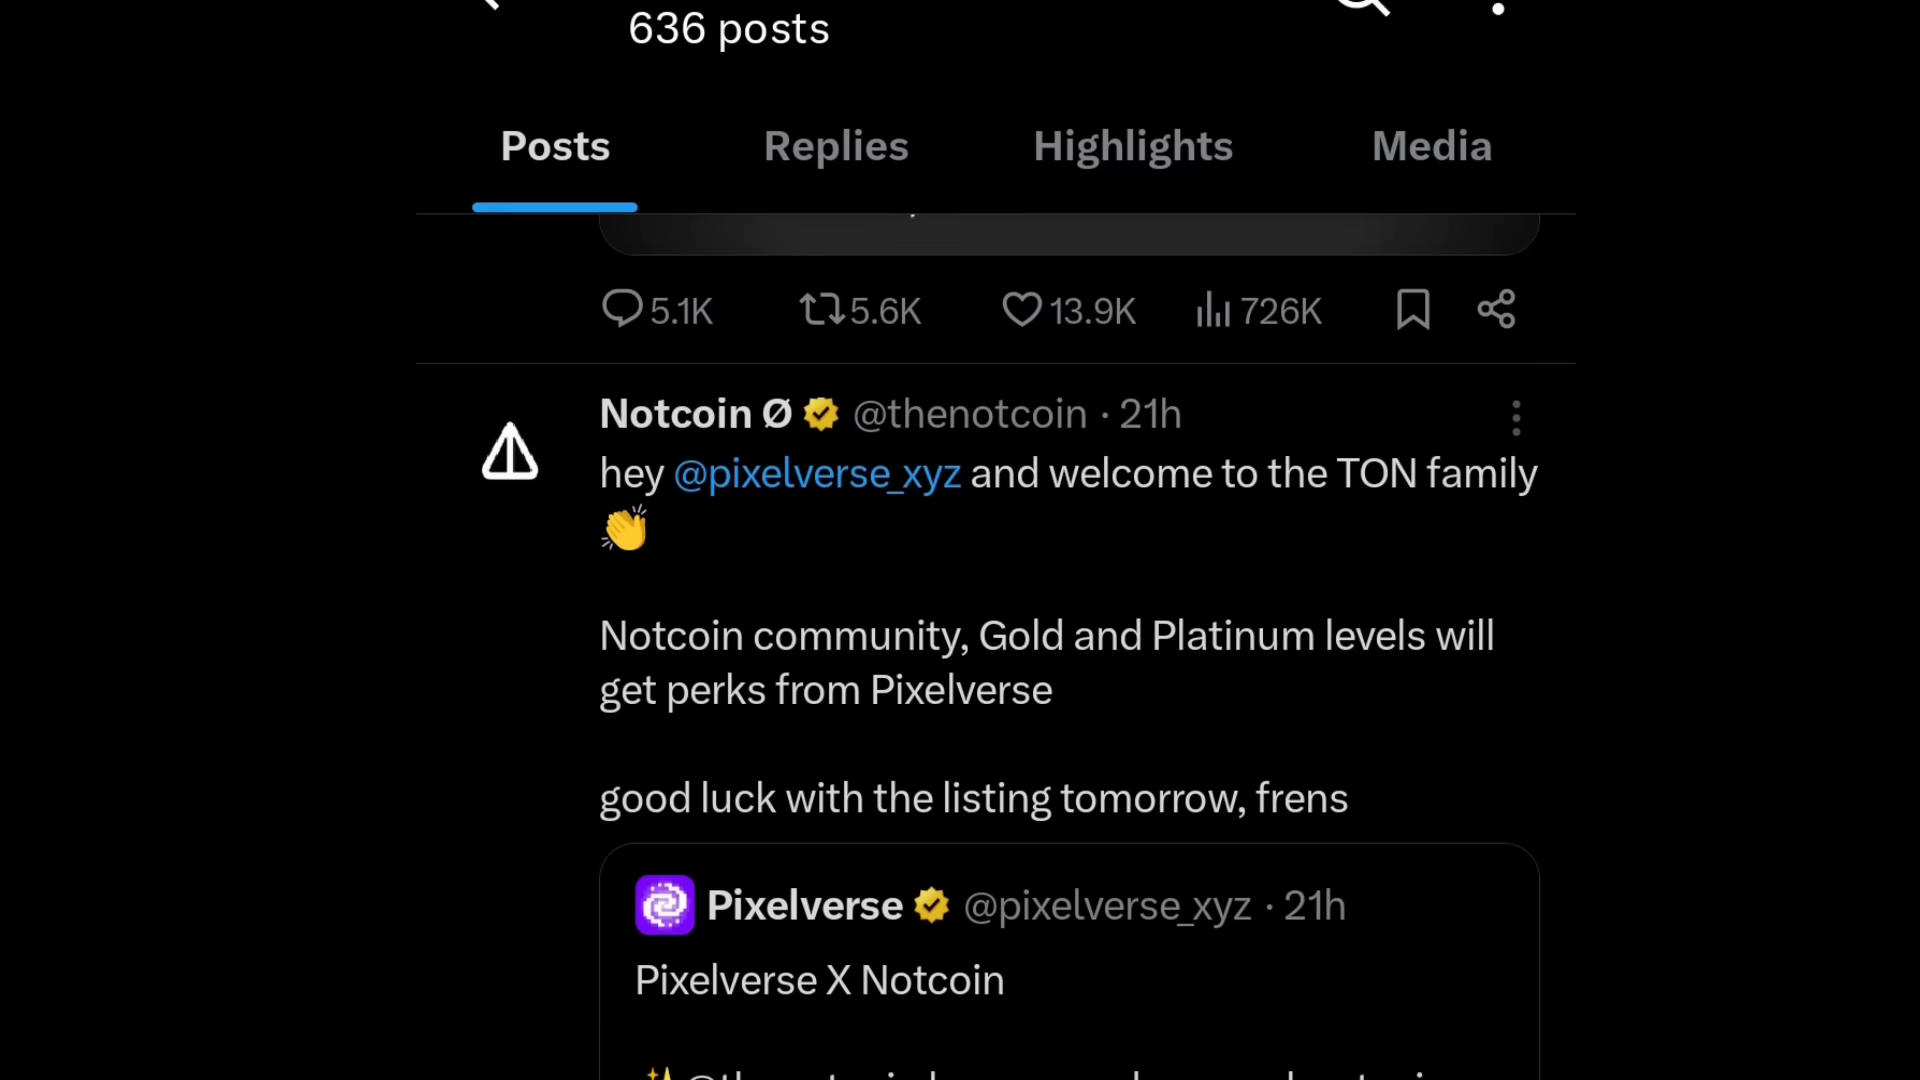 636 posts
Posts Replies Highlights Media
5.1K 5.6K 13.9K 726K
Notcoin Ø @thenotcoin · 21h
hey @pixelverse_xyz and welcome to the TON family
👏
Notcoin community, Gold and Platinum levels will
get perks from Pixelverse
good luck with the listing tomorrow, frens
Pixelverse @pixelverse_xyz · 21h
Pixelverse X Notcoin